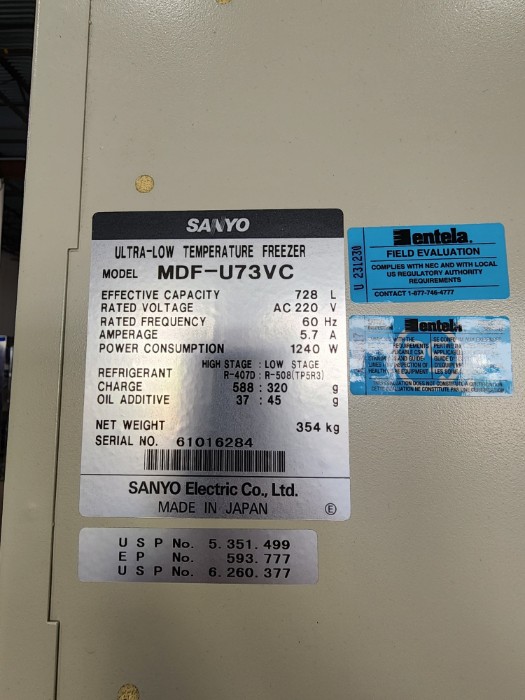 SANYO
ULTRA-LOW TEMPERATURE FREEZER
MODEL MDF-U73VC
EFFECTIVE CAPACITY 728 L
RATED VOLTAGE AC 220 V
RATED FREQUENCY 60 Hz
AMPERAGE 5.7 A
POWER CONSUMPTION 1240 W
HIGH STAGE : LOW STAGE
REFRIGERANT R-407D : R-508(TP5R3)
CHARGE 588 : 320 g
OIL ADDITIVE 37 : 45 g
NET WEIGHT 354 kg
SERIAL NO. 61016284
SANYO Electric Co., Ltd.
MADE IN JAPAN E
U S P No. 5.351.499
E P No. 593.777
U S P No. 6.260.377
entela
FIELD EVALUATION
COMPLIES WITH NEC AND WITH LOCAL
US REGULATORY AUTHORITY
REQUIREMENTS
CONTACT 1-877-746-4777
U 231230
entela
WITH THE
REQUIREMENTS